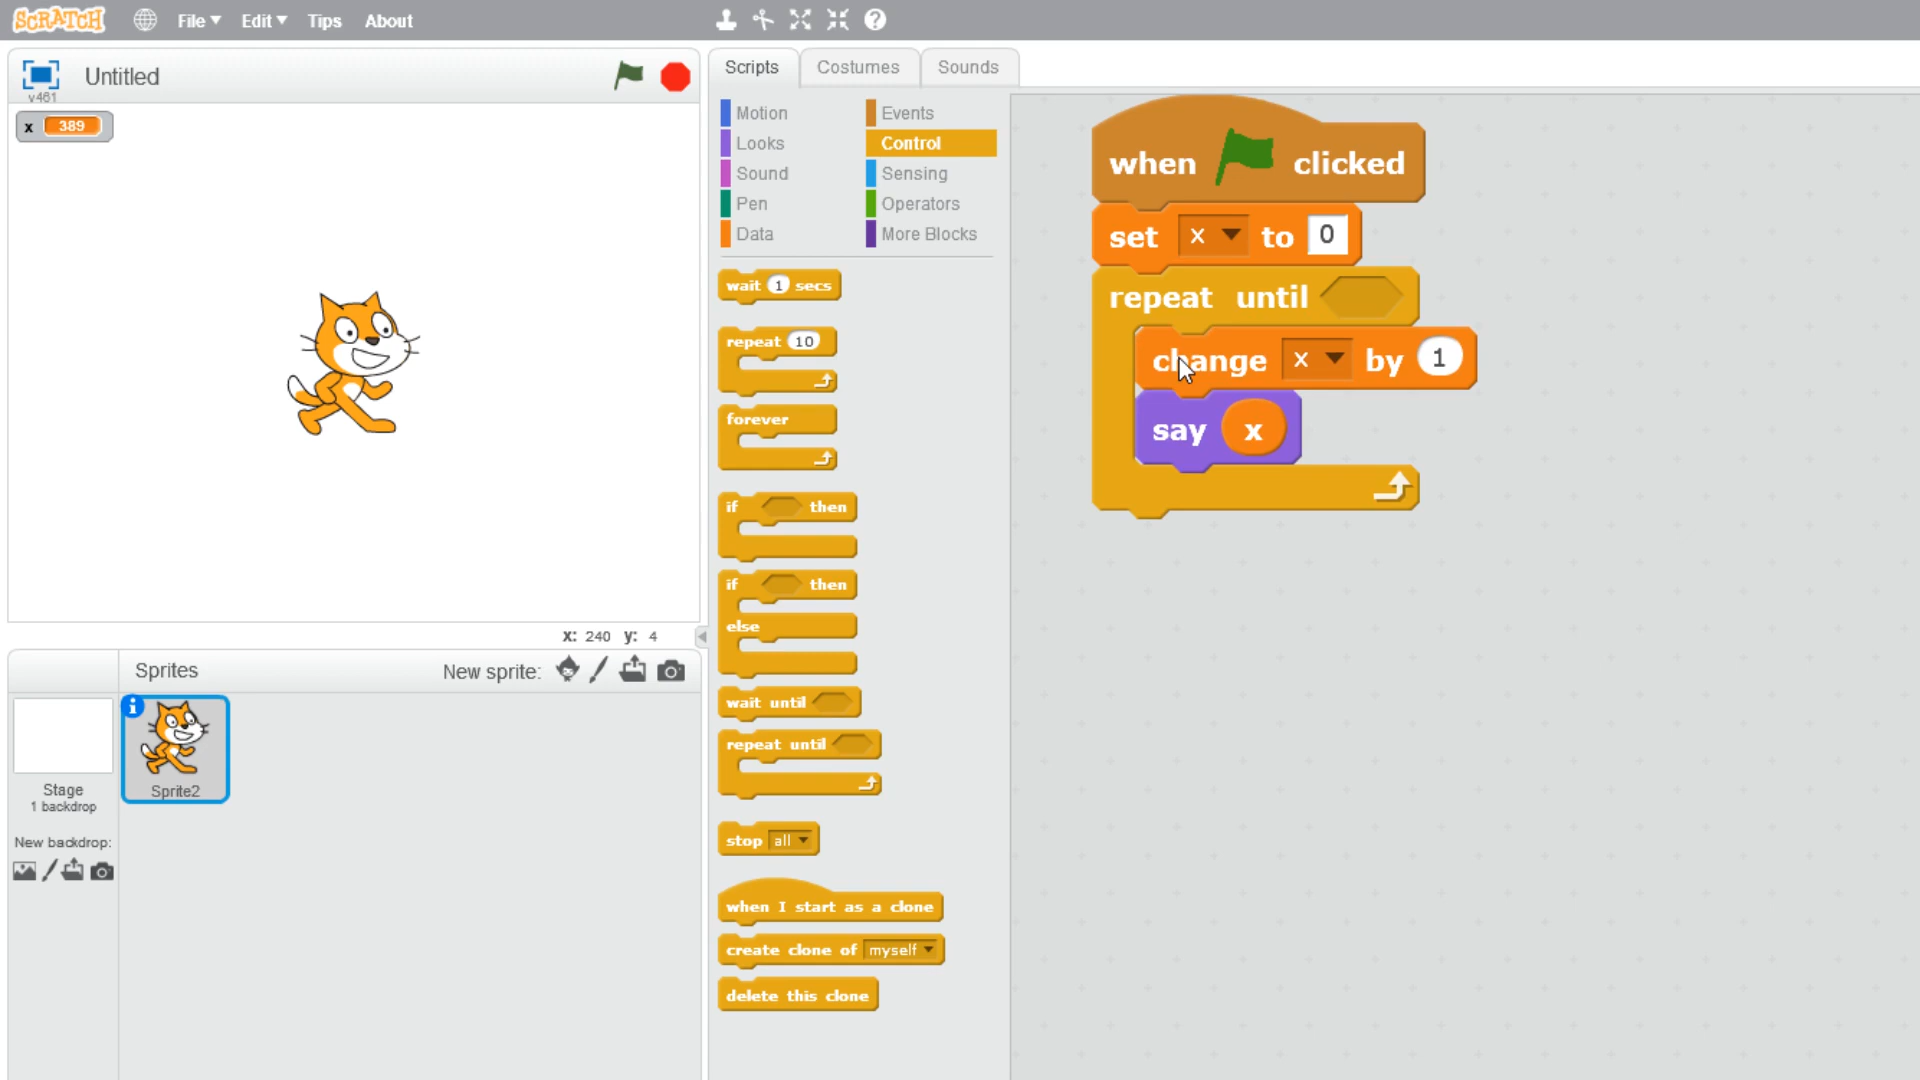 SCRATCH
File Edit Tips About
v461
Untitled
x 389
x: 240 y: 4
Sprites
New sprite:
Stage
1 backdrop
New backdrop:
Sprite2
Scripts Costumes Sounds
Motion Events
Looks Control
Sound Sensing
Pen Operators
Data More Blocks
wait 1 secs
repeat 10
forever
if then
if then
else
wait until
repeat until
stop all
when I start as a clone
create clone of myself
delete this clone
when clicked
set x to 0
repeat until
change x by 1
say x